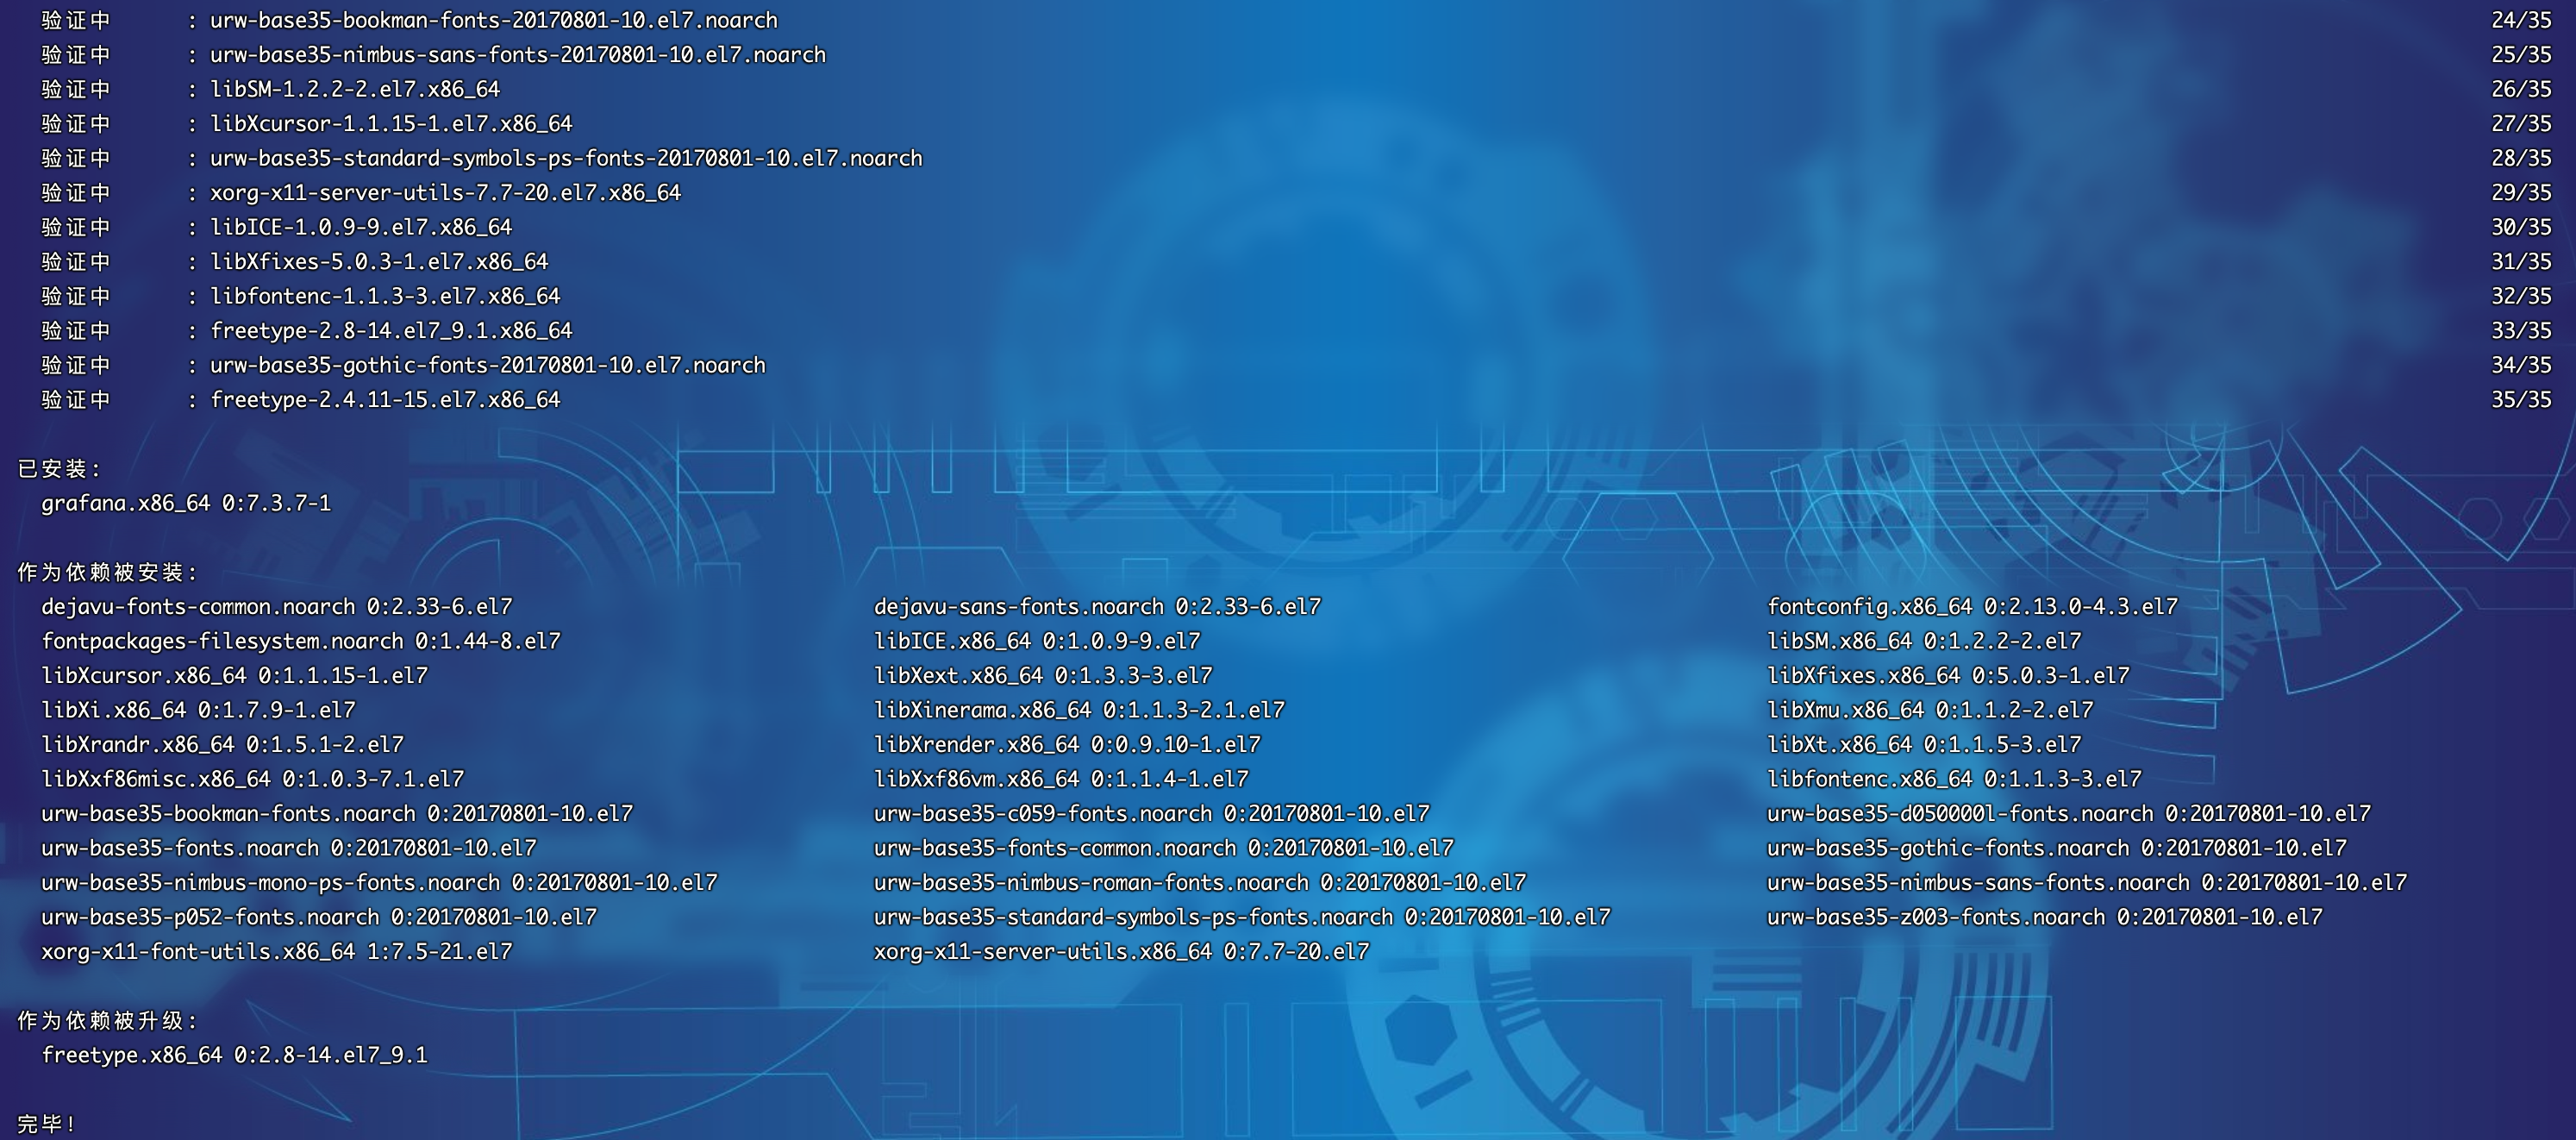 验证中 : urw-base35-bookman-fonts-20170801-10.el7.noarch 24/35
验证中 : urw-base35-nimbus-sans-fonts-20170801-10.el7.noarch 25/35
验证中 : libSM-1.2.2-2.el7.x86_64 26/35
验证中 : libXcursor-1.1.15-1.el7.x86_64 27/35
验证中 : urw-base35-standard-symbols-ps-fonts-20170801-10.el7.noarch 28/35
验证中 : xorg-x11-server-utils-7.7-20.el7.x86_64 29/35
验证中 : libICE-1.0.9-9.el7.x86_64 30/35
验证中 : libXfixes-5.0.3-1.el7.x86_64 31/35
验证中 : libfontenc-1.1.3-3.el7.x86_64 32/35
验证中 : freetype-2.8-14.el7_9.1.x86_64 33/35
验证中 : urw-base35-gothic-fonts-20170801-10.el7.noarch 34/35
验证中 : freetype-2.4.11-15.el7.x86_64 35/35
已安装:
grafana.x86_64 0:7.3.7-1
作为依赖被安装:
dejavu-fonts-common.noarch 0:2.33-6.el7 dejavu-sans-fonts.noarch 0:2.33-6.el7 fontconfig.x86_64 0:2.13.0-4.3.el7
fontpackages-filesystem.noarch 0:1.44-8.el7 libICE.x86_64 0:1.0.9-9.el7 libSM.x86_64 0:1.2.2-2.el7
libXcursor.x86_64 0:1.1.15-1.el7 libXext.x86_64 0:1.3.3-3.el7 libXfixes.x86_64 0:5.0.3-1.el7
libXi.x86_64 0:1.7.9-1.el7 libXinerama.x86_64 0:1.1.3-2.1.el7 libXmu.x86_64 0:1.1.2-2.el7
libXrandr.x86_64 0:1.5.1-2.el7 libXrender.x86_64 0:0.9.10-1.el7 libXt.x86_64 0:1.1.5-3.el7
libXxf86misc.x86_64 0:1.0.3-7.1.el7 libXxf86vm.x86_64 0:1.1.4-1.el7 libfontenc.x86_64 0:1.1.3-3.el7
urw-base35-bookman-fonts.noarch 0:20170801-10.el7 urw-base35-c059-fonts.noarch 0:20170801-10.el7 urw-base35-d050000l-fonts.noarch 0:20170801-10.el7
urw-base35-fonts.noarch 0:20170801-10.el7 urw-base35-fonts-common.noarch 0:20170801-10.el7 urw-base35-gothic-fonts.noarch 0:20170801-10.el7
urw-base35-nimbus-mono-ps-fonts.noarch 0:20170801-10.el7 urw-base35-nimbus-roman-fonts.noarch 0:20170801-10.el7 urw-base35-nimbus-sans-fonts.noarch 0:20170801-10.el7
urw-base35-p052-fonts.noarch 0:20170801-10.el7 urw-base35-standard-symbols-ps-fonts.noarch 0:20170801-10.el7 urw-base35-z003-fonts.noarch 0:20170801-10.el7
xorg-x11-font-utils.x86_64 1:7.5-21.el7 xorg-x11-server-utils.x86_64 0:7.7-20.el7
作为依赖被升级:
freetype.x86_64 0:2.8-14.el7_9.1
完毕!